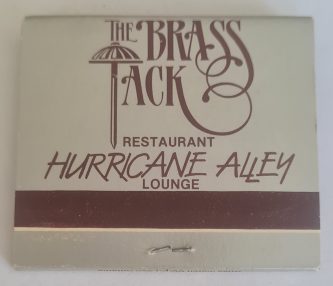 THE BRASS
TACK
RESTAURANT
HURRICANE ALLEY
LOUNGE